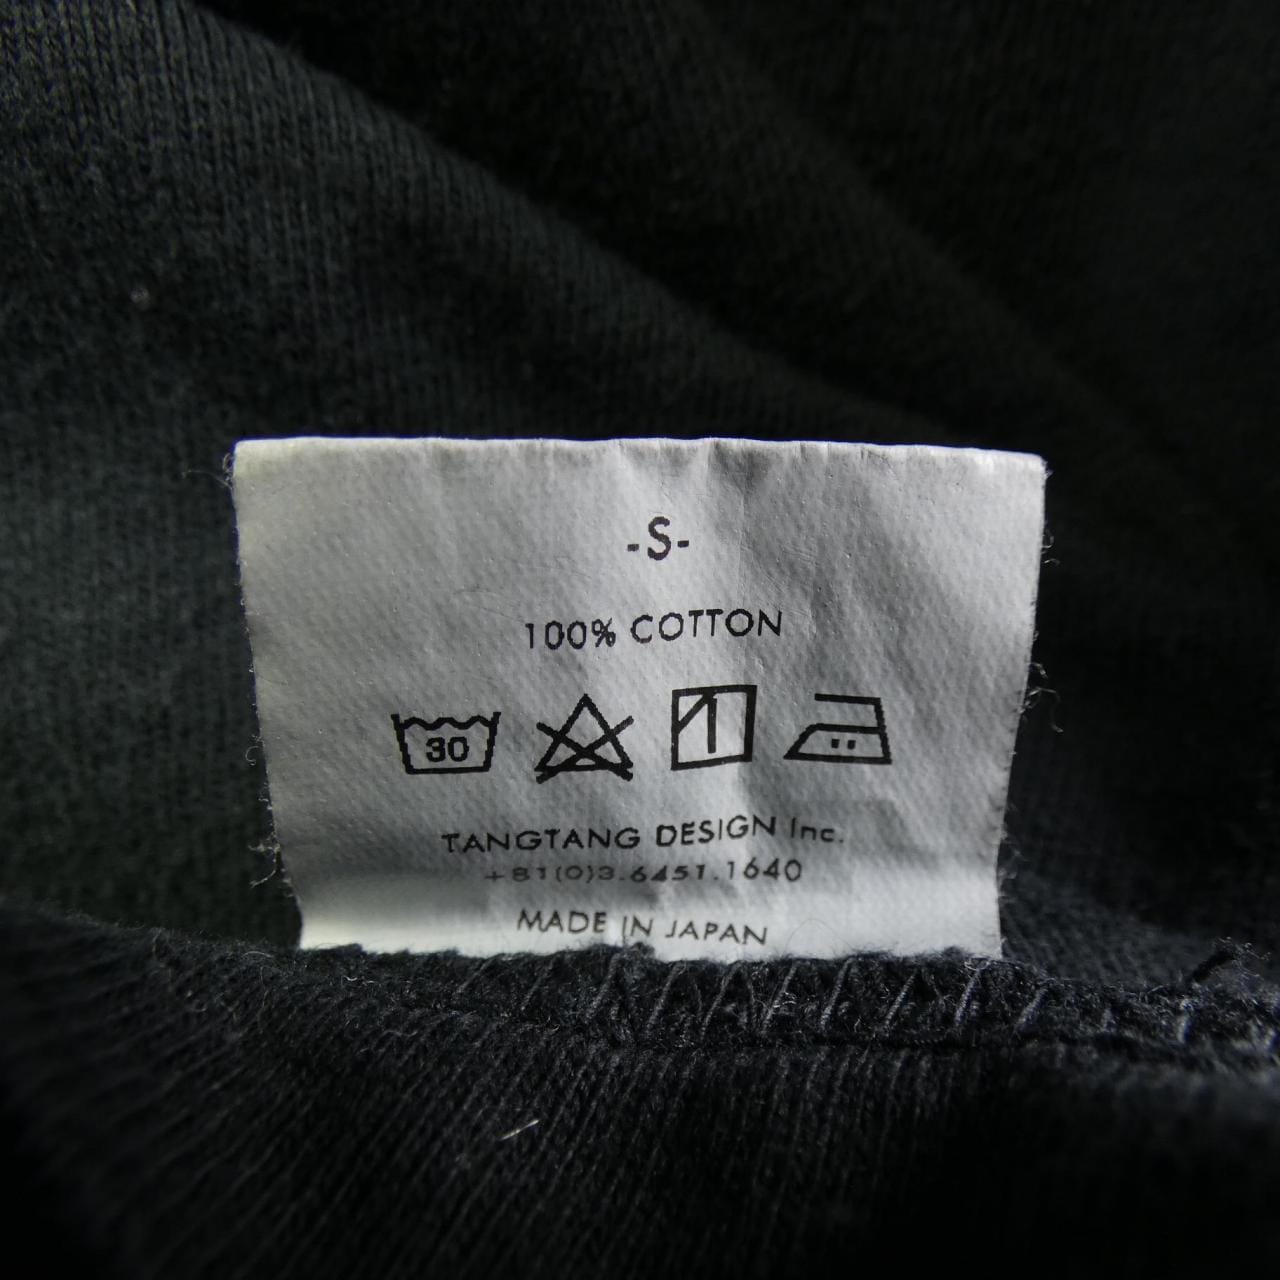 -S-
100% COTTON
30
TANGTANG DESIGN Inc.
+81(0)3.6451.1640
MADE IN JAPAN